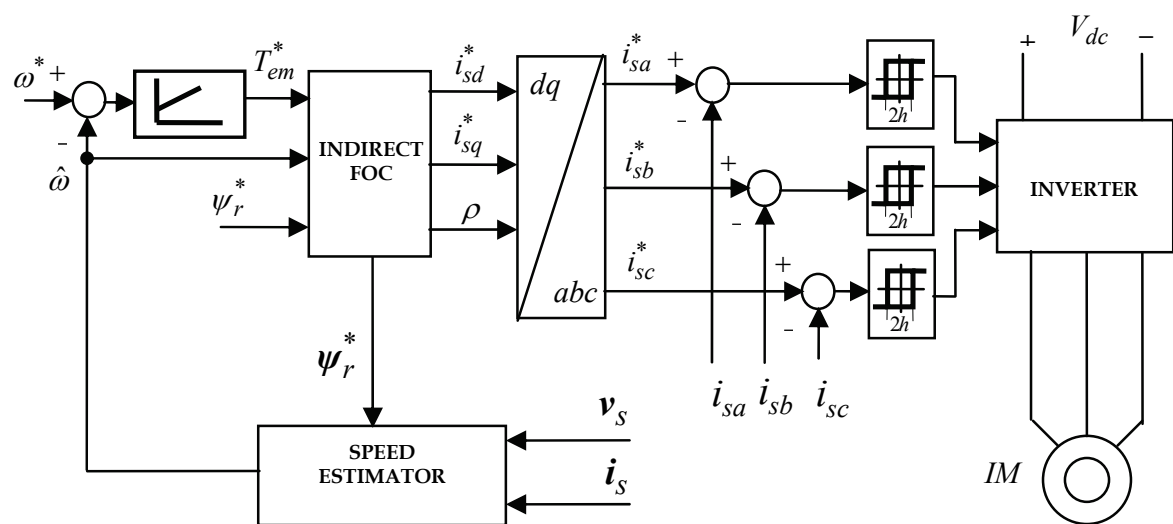 ω* +
-
ω̂
T*em
ψ*r
INDIRECT
FOC
i*sd
i*sq
ρ
dq
abc
i*sa
i*sb
i*sc
+
-
+
-
+
-
isa
isb
isc
2h
2h
2h
+
Vdc
-
INVERTER
IM
ψ*r
SPEED
ESTIMATOR
vs
is